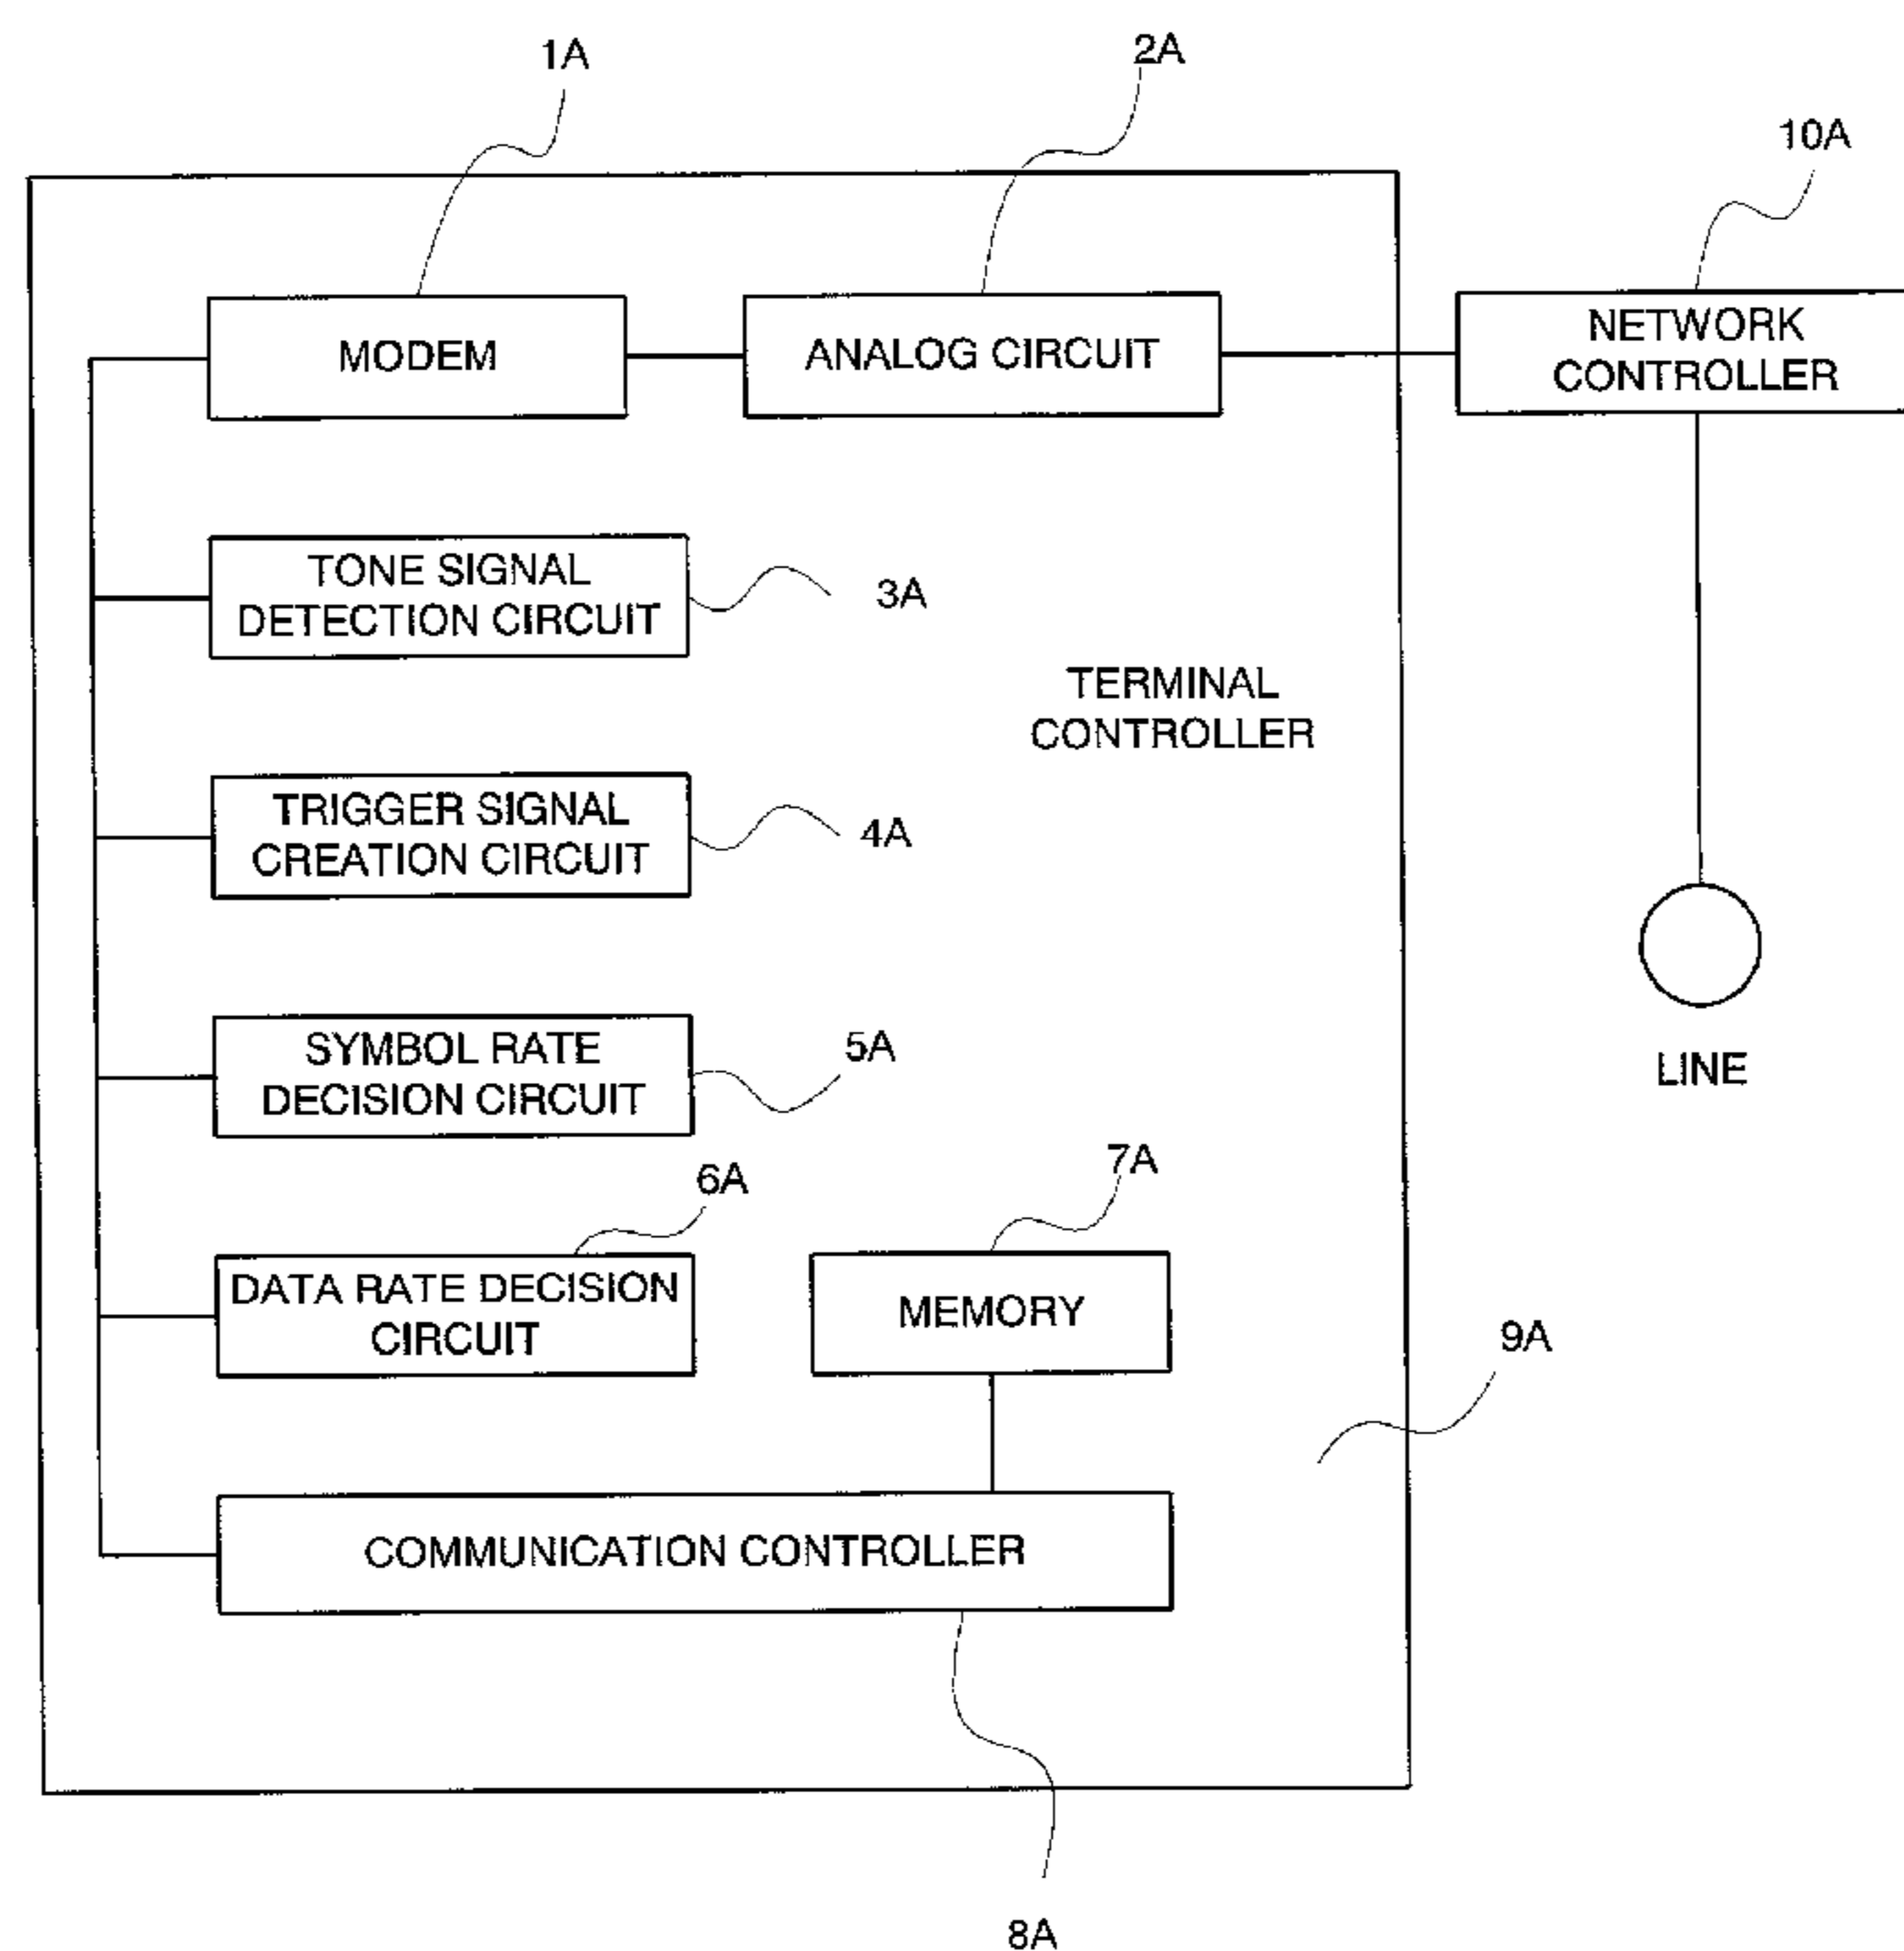 1A
2A
10A
MODEM
ANALOG CIRCUIT
NETWORK
CONTROLLER
TONE SIGNAL
DETECTION CIRCUIT
3A
TERMINAL
CONTROLLER
TRIGGER SIGNAL
CREATION CIRCUIT
4A
SYMBOL RATE
DECISION CIRCUIT
5A
LINE
6A
7A
DATA RATE DECISION
CIRCUIT
MEMORY
9A
COMMUNICATION CONTROLLER
8A